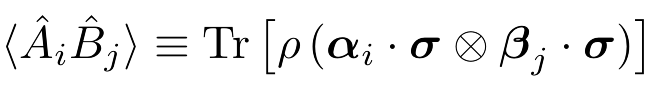 ⟨Â_i B̂_j⟩ ≡ Tr [ρ (𝜶_i · 𝝈 ⊗ 𝜷_j · 𝝈)]